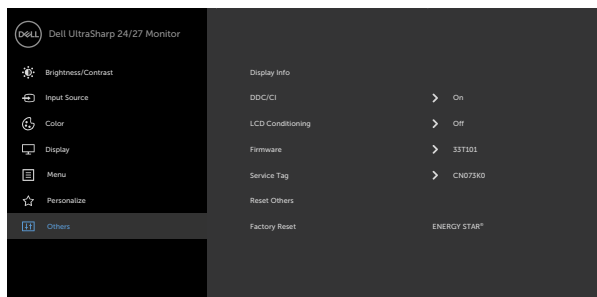 DELL Dell UltraSharp 24/27 Monitor
Brightness/Contrast Display Info
Input Source DDC/CI On
Color LCD Conditioning Off
Display Firmware 33T101
Menu Service Tag CN073K0
Personalize Reset Others
Others Factory Reset ENERGY STAR®